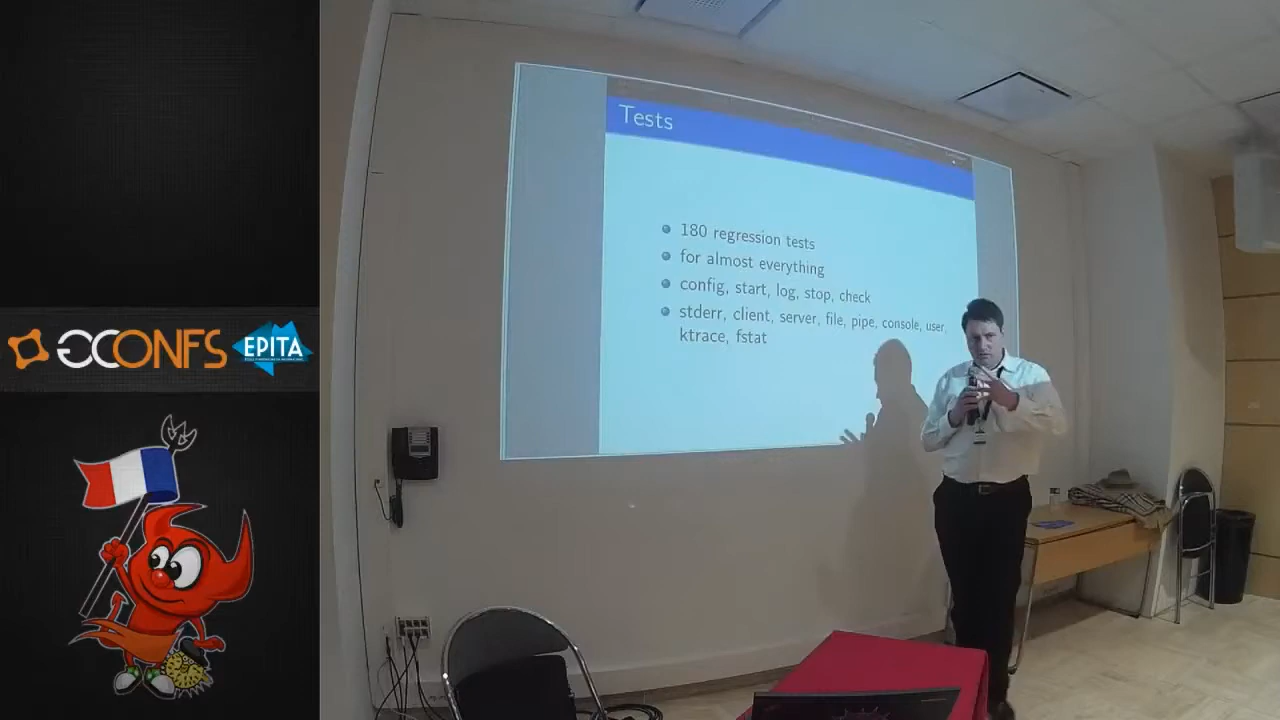 Tests
180 regression tests
for almost everything
config, start, log, stop, check
stderr, client, server, file, pipe, console, user,
ktrace, fstat
GCONFS
EPITA